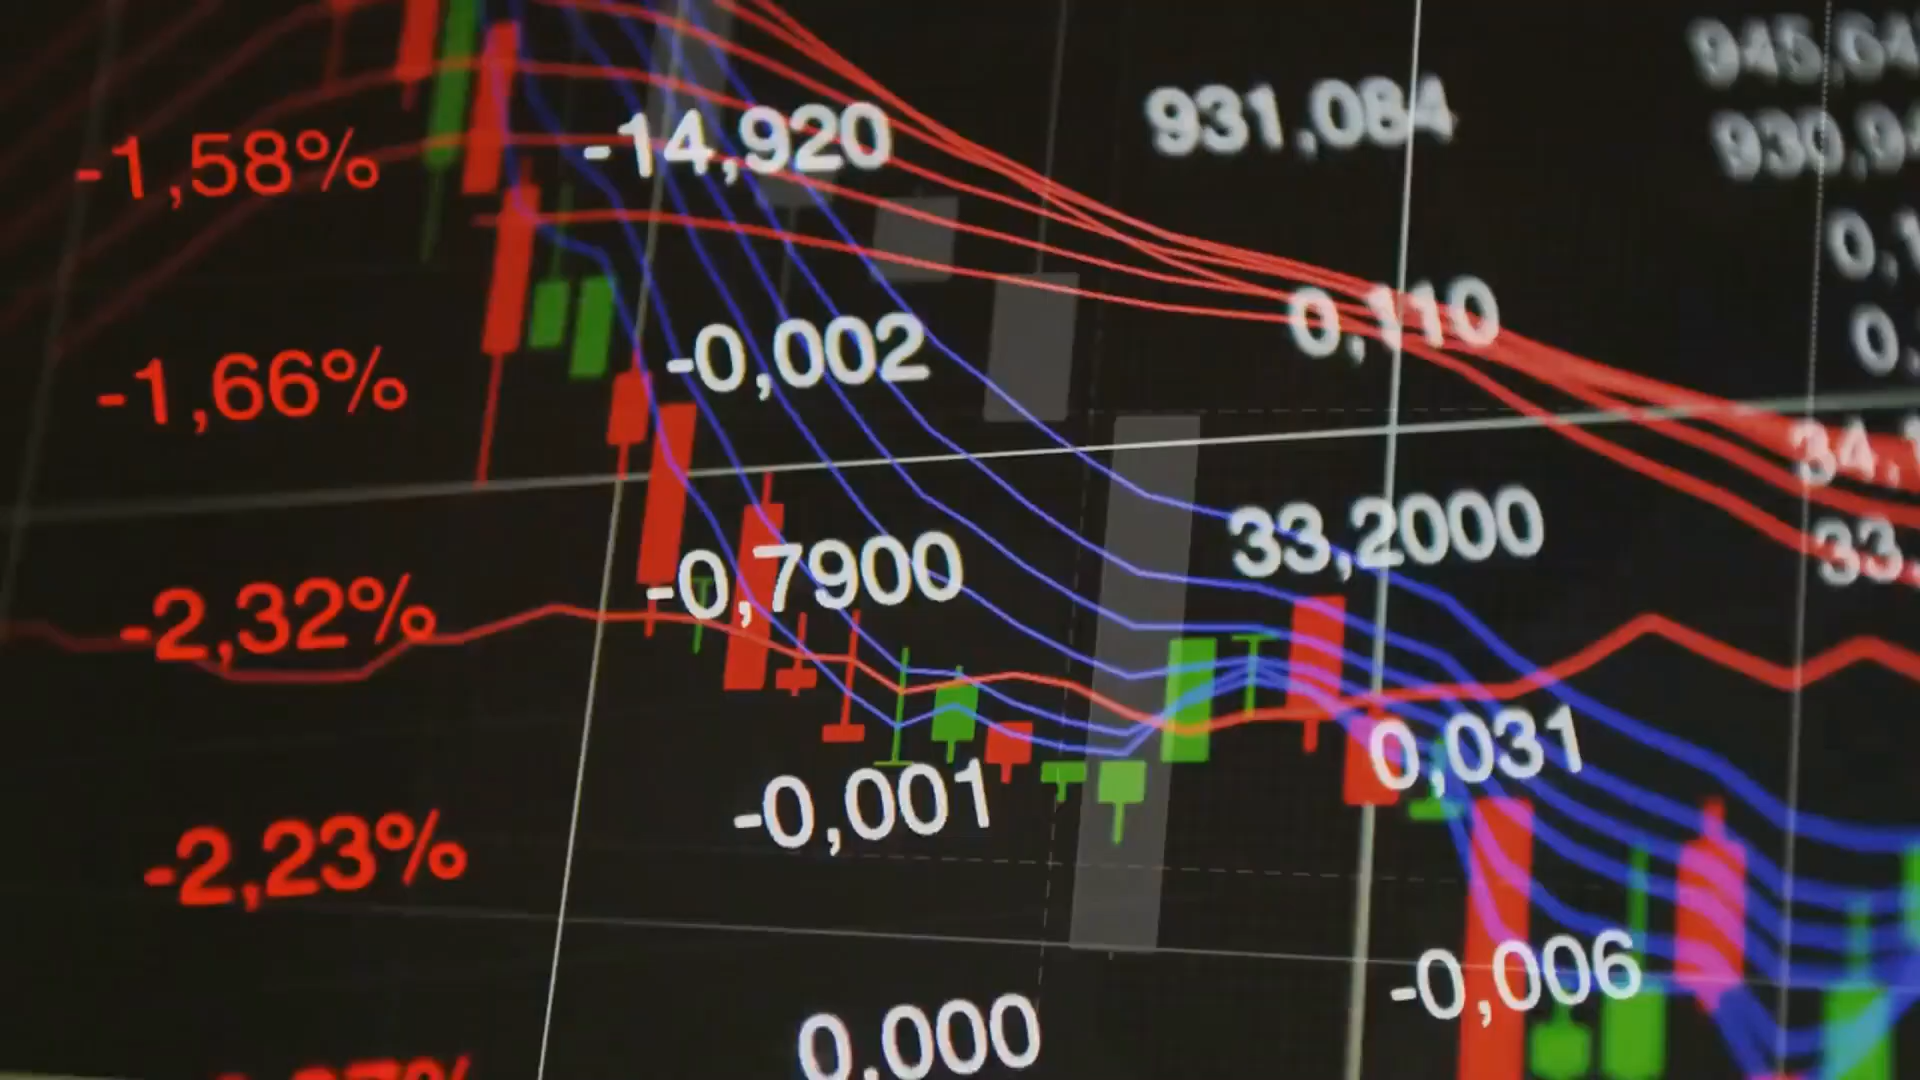 -1,58% -14,920 931,084
-1,66% -0,002 0,110
-2,32% -0,7900 33,2000
-2,23% -0,001 0,031
0,000 -0,006